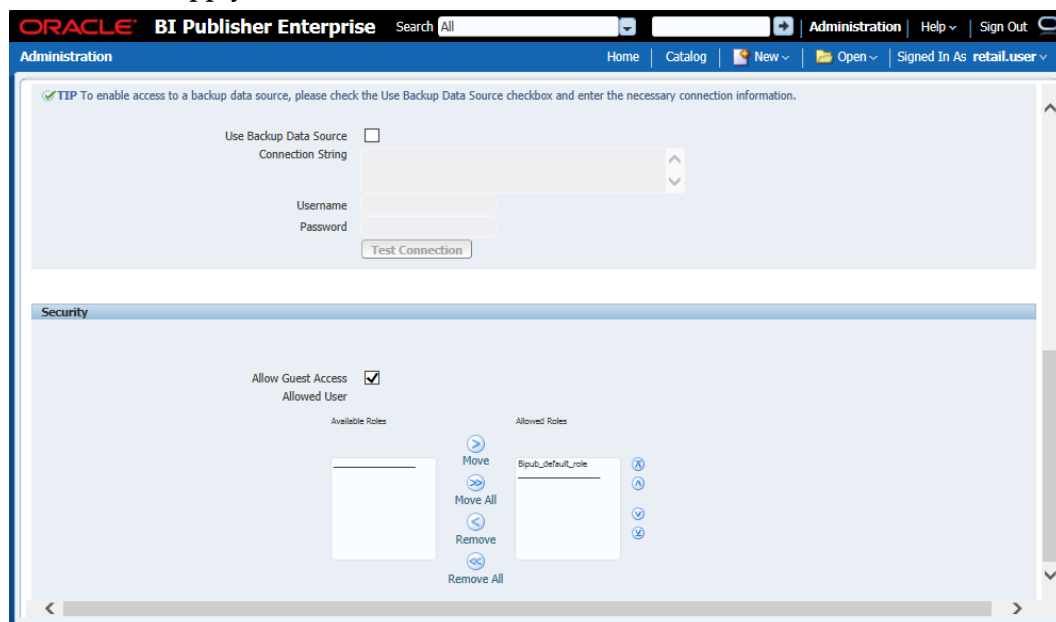 ORACLE BI Publisher Enterprise Search All Administration Help Sign Out
Administration Home Catalog New Open Signed In As retail.user
TIP To enable access to a backup data source, please check the Use Backup Data Source checkbox and enter the necessary connection information.
Use Backup Data Source
Connection String
Username
Password
Test Connection
Security
Allow Guest Access
Allowed User
Available Roles Allowed Roles
Move
Bipub_default_role
Move All
Remove
Remove All